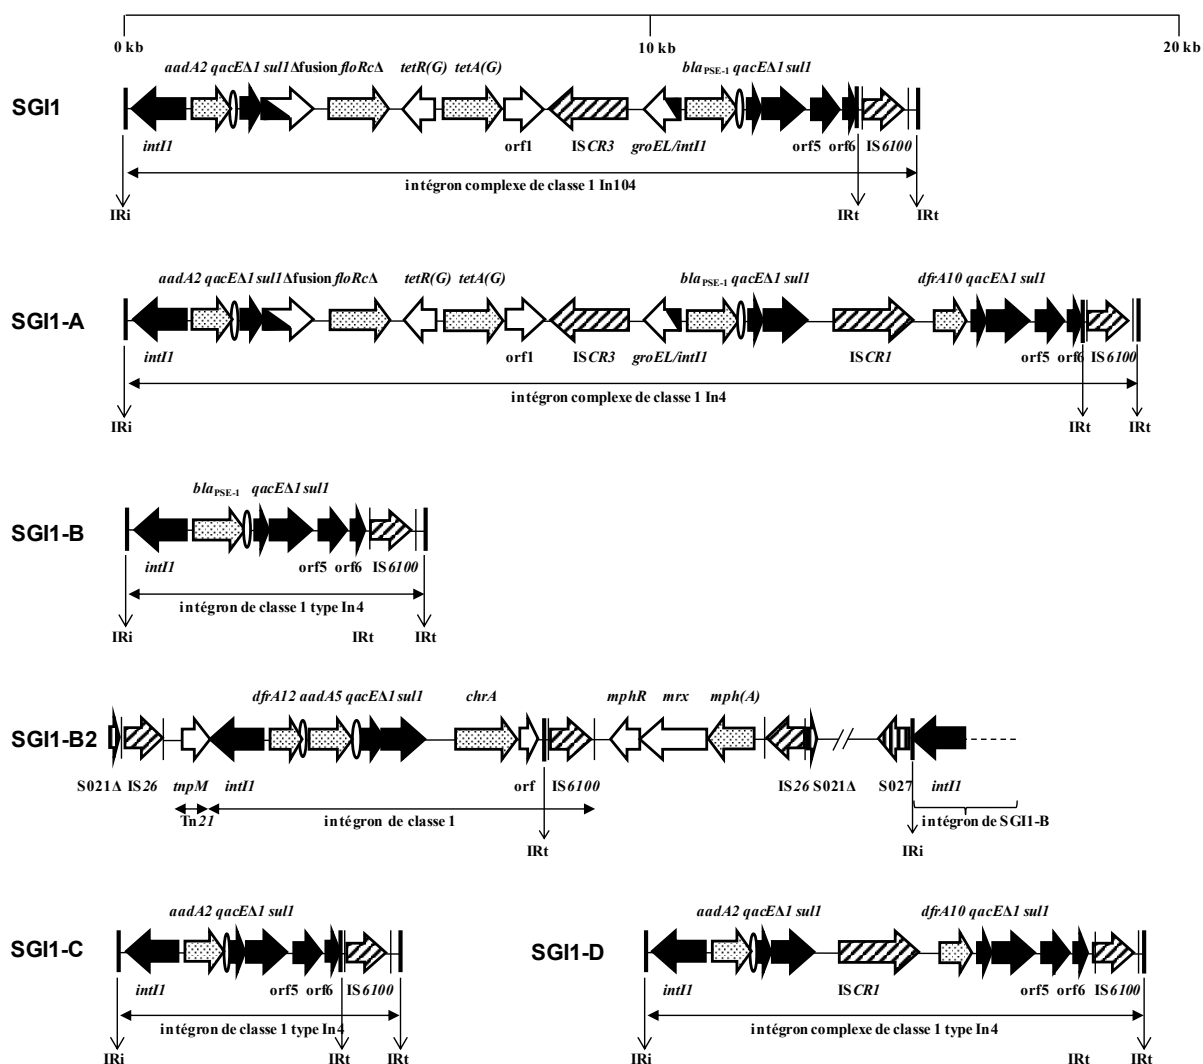 0 kb 10 kb 20 kb
aadA2 qacEΔ1 sul1Δfusion floRcΔ tetR(G) tetA(G) blaPSE-1 qacEΔ1 sul1
SGI1
intI1 orf1 ISCR3 groEL/intI1 orf5 orf6 IS6100
intégron complexe de classe 1 In104
IRi IRt IRt
aadA2 qacEΔ1 sul1Δfusion floRcΔ tetR(G) tetA(G) blaPSE-1 qacEΔ1 sul1 dfrA10 qacEΔ1 sul1
SGI1-A
intI1 orf1 ISCR3 groEL/intI1 ISCR1 orf5 orf6 IS6100
intégron complexe de classe 1 In4
IRi IRt IRt
blaPSE-1 qacEΔ1 sul1
SGI1-B
intI1 orf5 orf6 IS6100
intégron de classe 1 type In4
IRi IRt IRt
dfrA12 aadA5 qacEΔ1 sul1 chrA mphR mrx mph(A)
SGI1-B2
S021Δ IS26 tnpM intI1 orf IS6100 IS26 S021Δ S027 intI1
Tn21 intégron de classe 1 intégron de SGI1-B
IRt IRi
aadA2 qacEΔ1 sul1 aadA2 qacEΔ1 sul1 dfrA10 qacEΔ1 sul1
SGI1-C SGI1-D
intI1 orf5 orf6 IS6100 intI1 ISCR1 orf5 orf6 IS6100
intégron de classe 1 type In4 intégron complexe de classe 1 type In4
IRi IRt IRt IRi IRt IRt